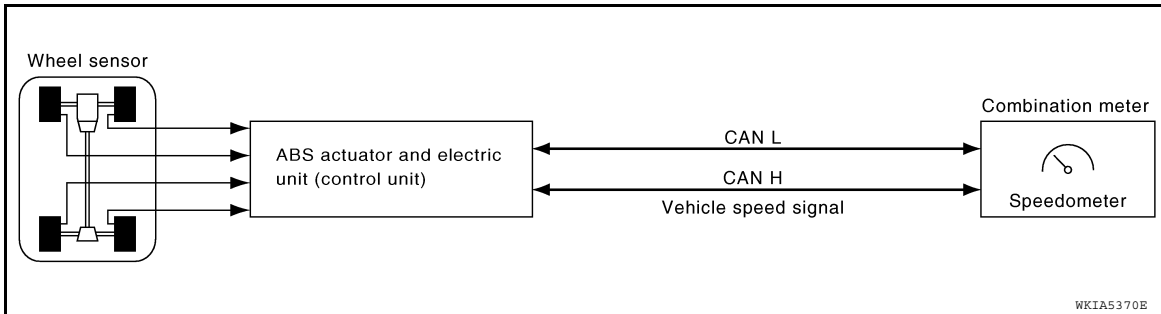 Wheel sensor
ABS actuator and electric
unit (control unit)
CAN L
CAN H
Vehicle speed signal
Combination meter
Speedometer
WKIA5370E